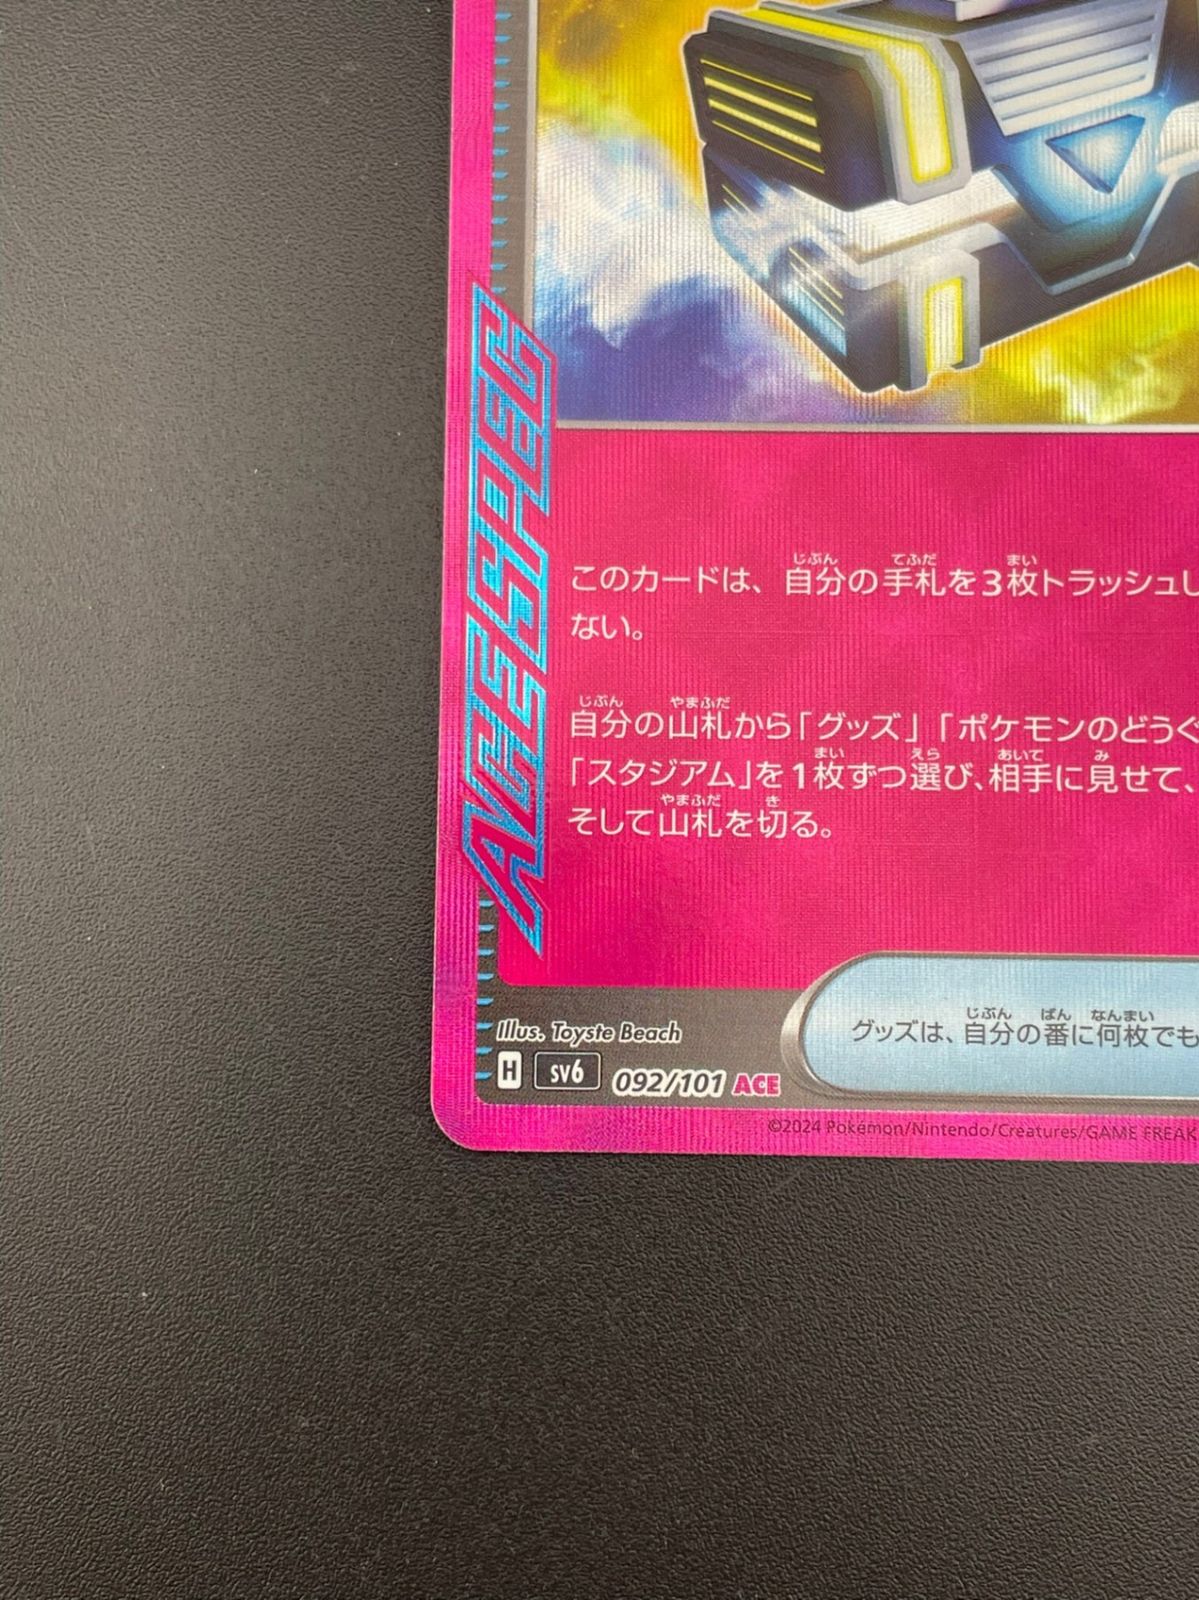 ACE SPEC
このカードは、自分の手札を3枚トラッシュし
ない。
自分の山札から「グッズ」「ポケモンのどうぐ
「スタジアム」を1枚ずつ選び、相手に見せて、
そして山札を切る。
Illus. Toyste Beach
グッズは、自分の番に何枚でも
H SV6 092/101 ACE
©2024 Pokémon/Nintendo/Creatures/GAME FREAK